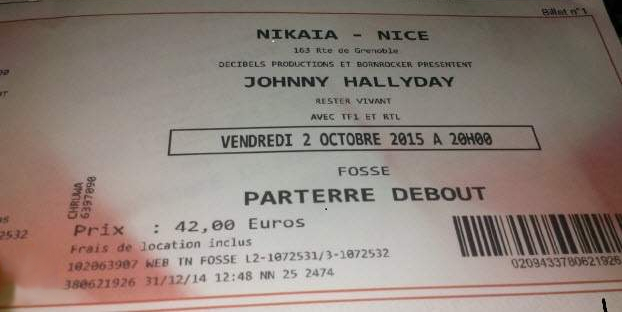 Billet n°1
NIKAIA - NICE
163 Rte de Grenoble
DECIBELS PRODUCTIONS ET BORNROCKER PRESENTENT
JOHNNY HALLYDAY
RESTER VIVANT
AVEC TF1 ET RTL
VENDREDI 2 OCTOBRE 2015 A 20H00
FOSSE
PARTERRE DEBOUT
CHRUWA
6397090
Prix : 42,00 Euros
Frais de location inclus
102063907 WEB TN FOSSE L2-1072531/3-1072532
380621926 31/12/14 12:48 NN 25 2474
2532
0209433780621926